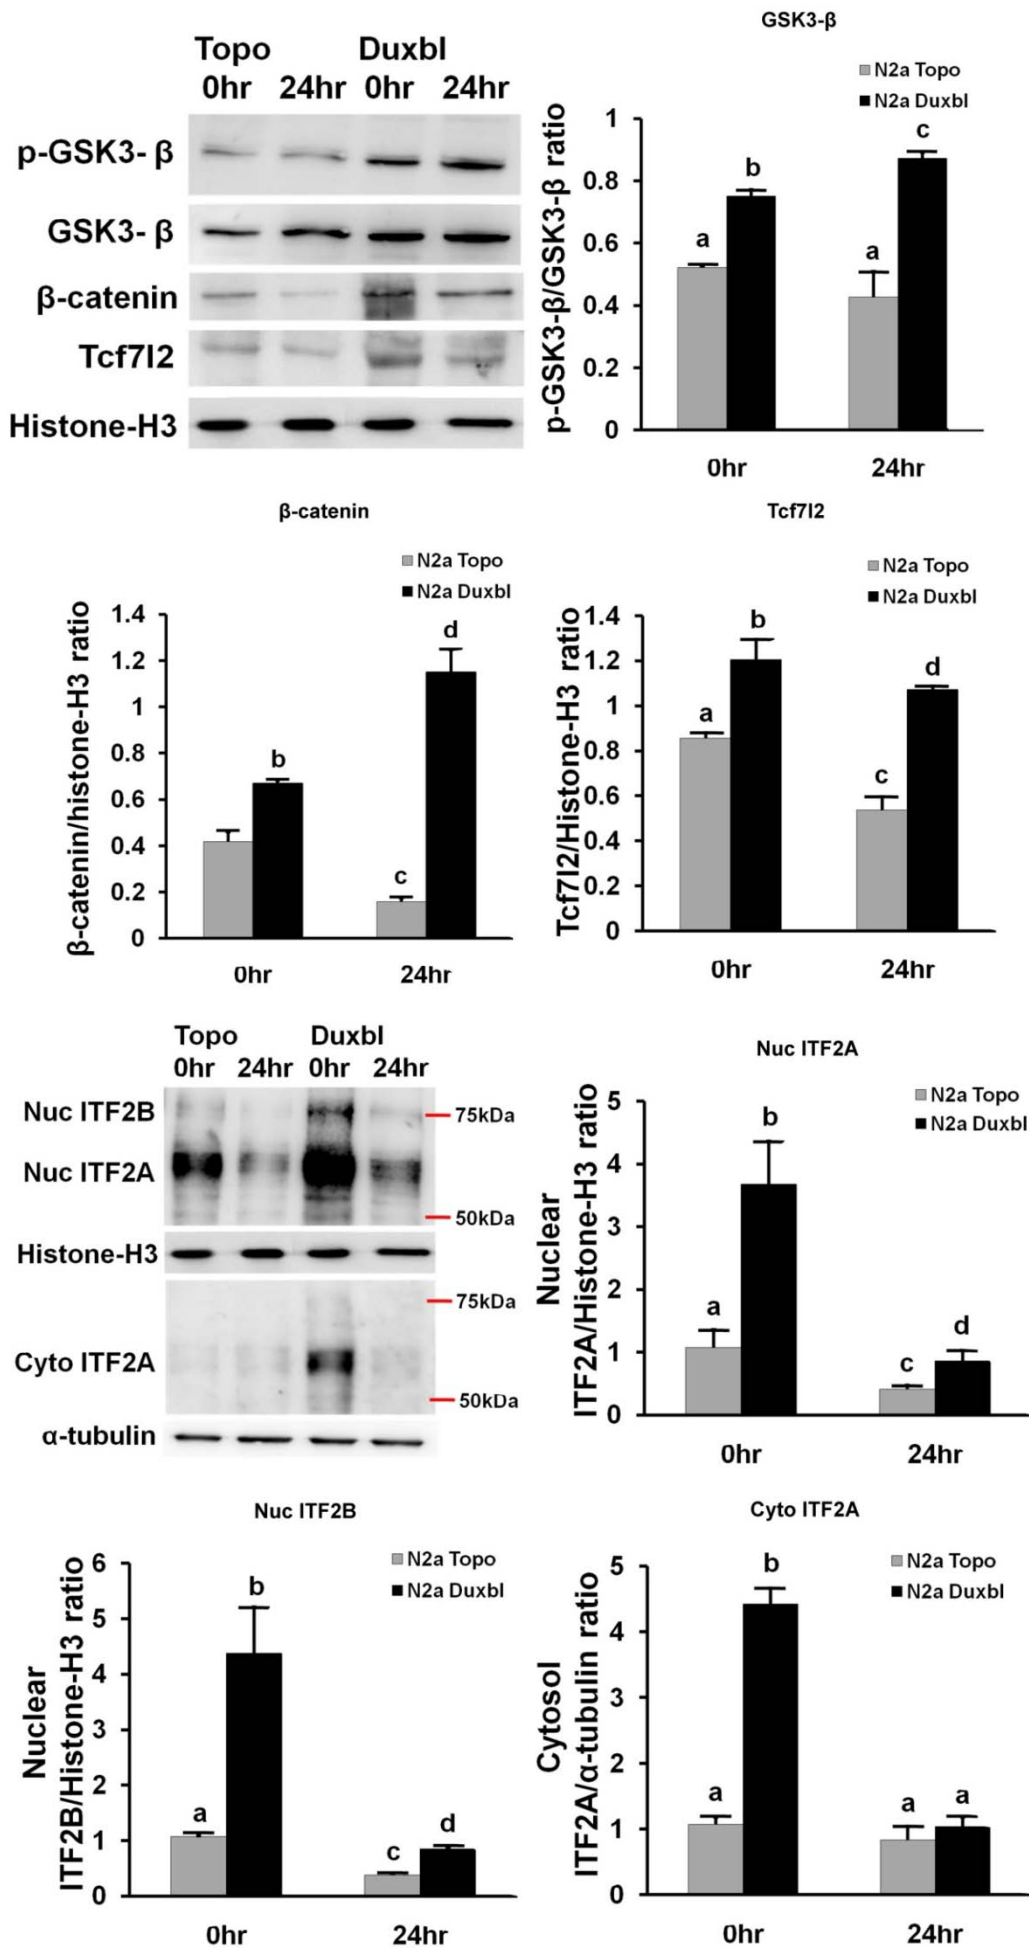 Topo Duxbl
0hr 24hr 0hr 24hr
p-GSK3- β
GSK3- β
β-catenin
Tcf7l2
Histone-H3
GSK3-β
N2a Topo
N2a Duxbl
p-GSK3-β/GSK3-β ratio
1
0.8
0.6
0.4
0.2
0
a
b
a
c
0hr
24hr
β-catenin
N2a Topo
N2a Duxbl
β-catenin/histone-H3 ratio
1.4
1.2
1
0.8
0.6
0.4
0.2
0
b
c
d
0hr
24hr
Tcf7l2
N2a Topo
N2a Duxbl
Tcf7l2/Histone-H3 ratio
1.4
1.2
1
0.8
0.6
0.4
0.2
0
a
b
c
d
0hr
24hr
Topo Duxbl
0hr 24hr 0hr 24hr
Nuc ITF2B
75kDa
Nuc ITF2A
50kDa
Histone-H3
75kDa
Cyto ITF2A
50kDa
α-tubulin
Nuc ITF2A
N2a Topo
N2a Duxbl
Nuclear
ITF2A/Histone-H3 ratio
5
4
3
2
1
0
a
b
c
d
0hr
24hr
Nuc ITF2B
N2a Topo
N2a Duxbl
Nuclear
ITF2B/Histone-H3 ratio
6
5
4
3
2
1
0
a
b
c
d
0hr
24hr
Cyto ITF2A
N2a Topo
N2a Duxbl
Cytosol
ITF2A/α-tubulin ratio
5
4
3
2
1
0
a
b
a
a
0hr
24hr